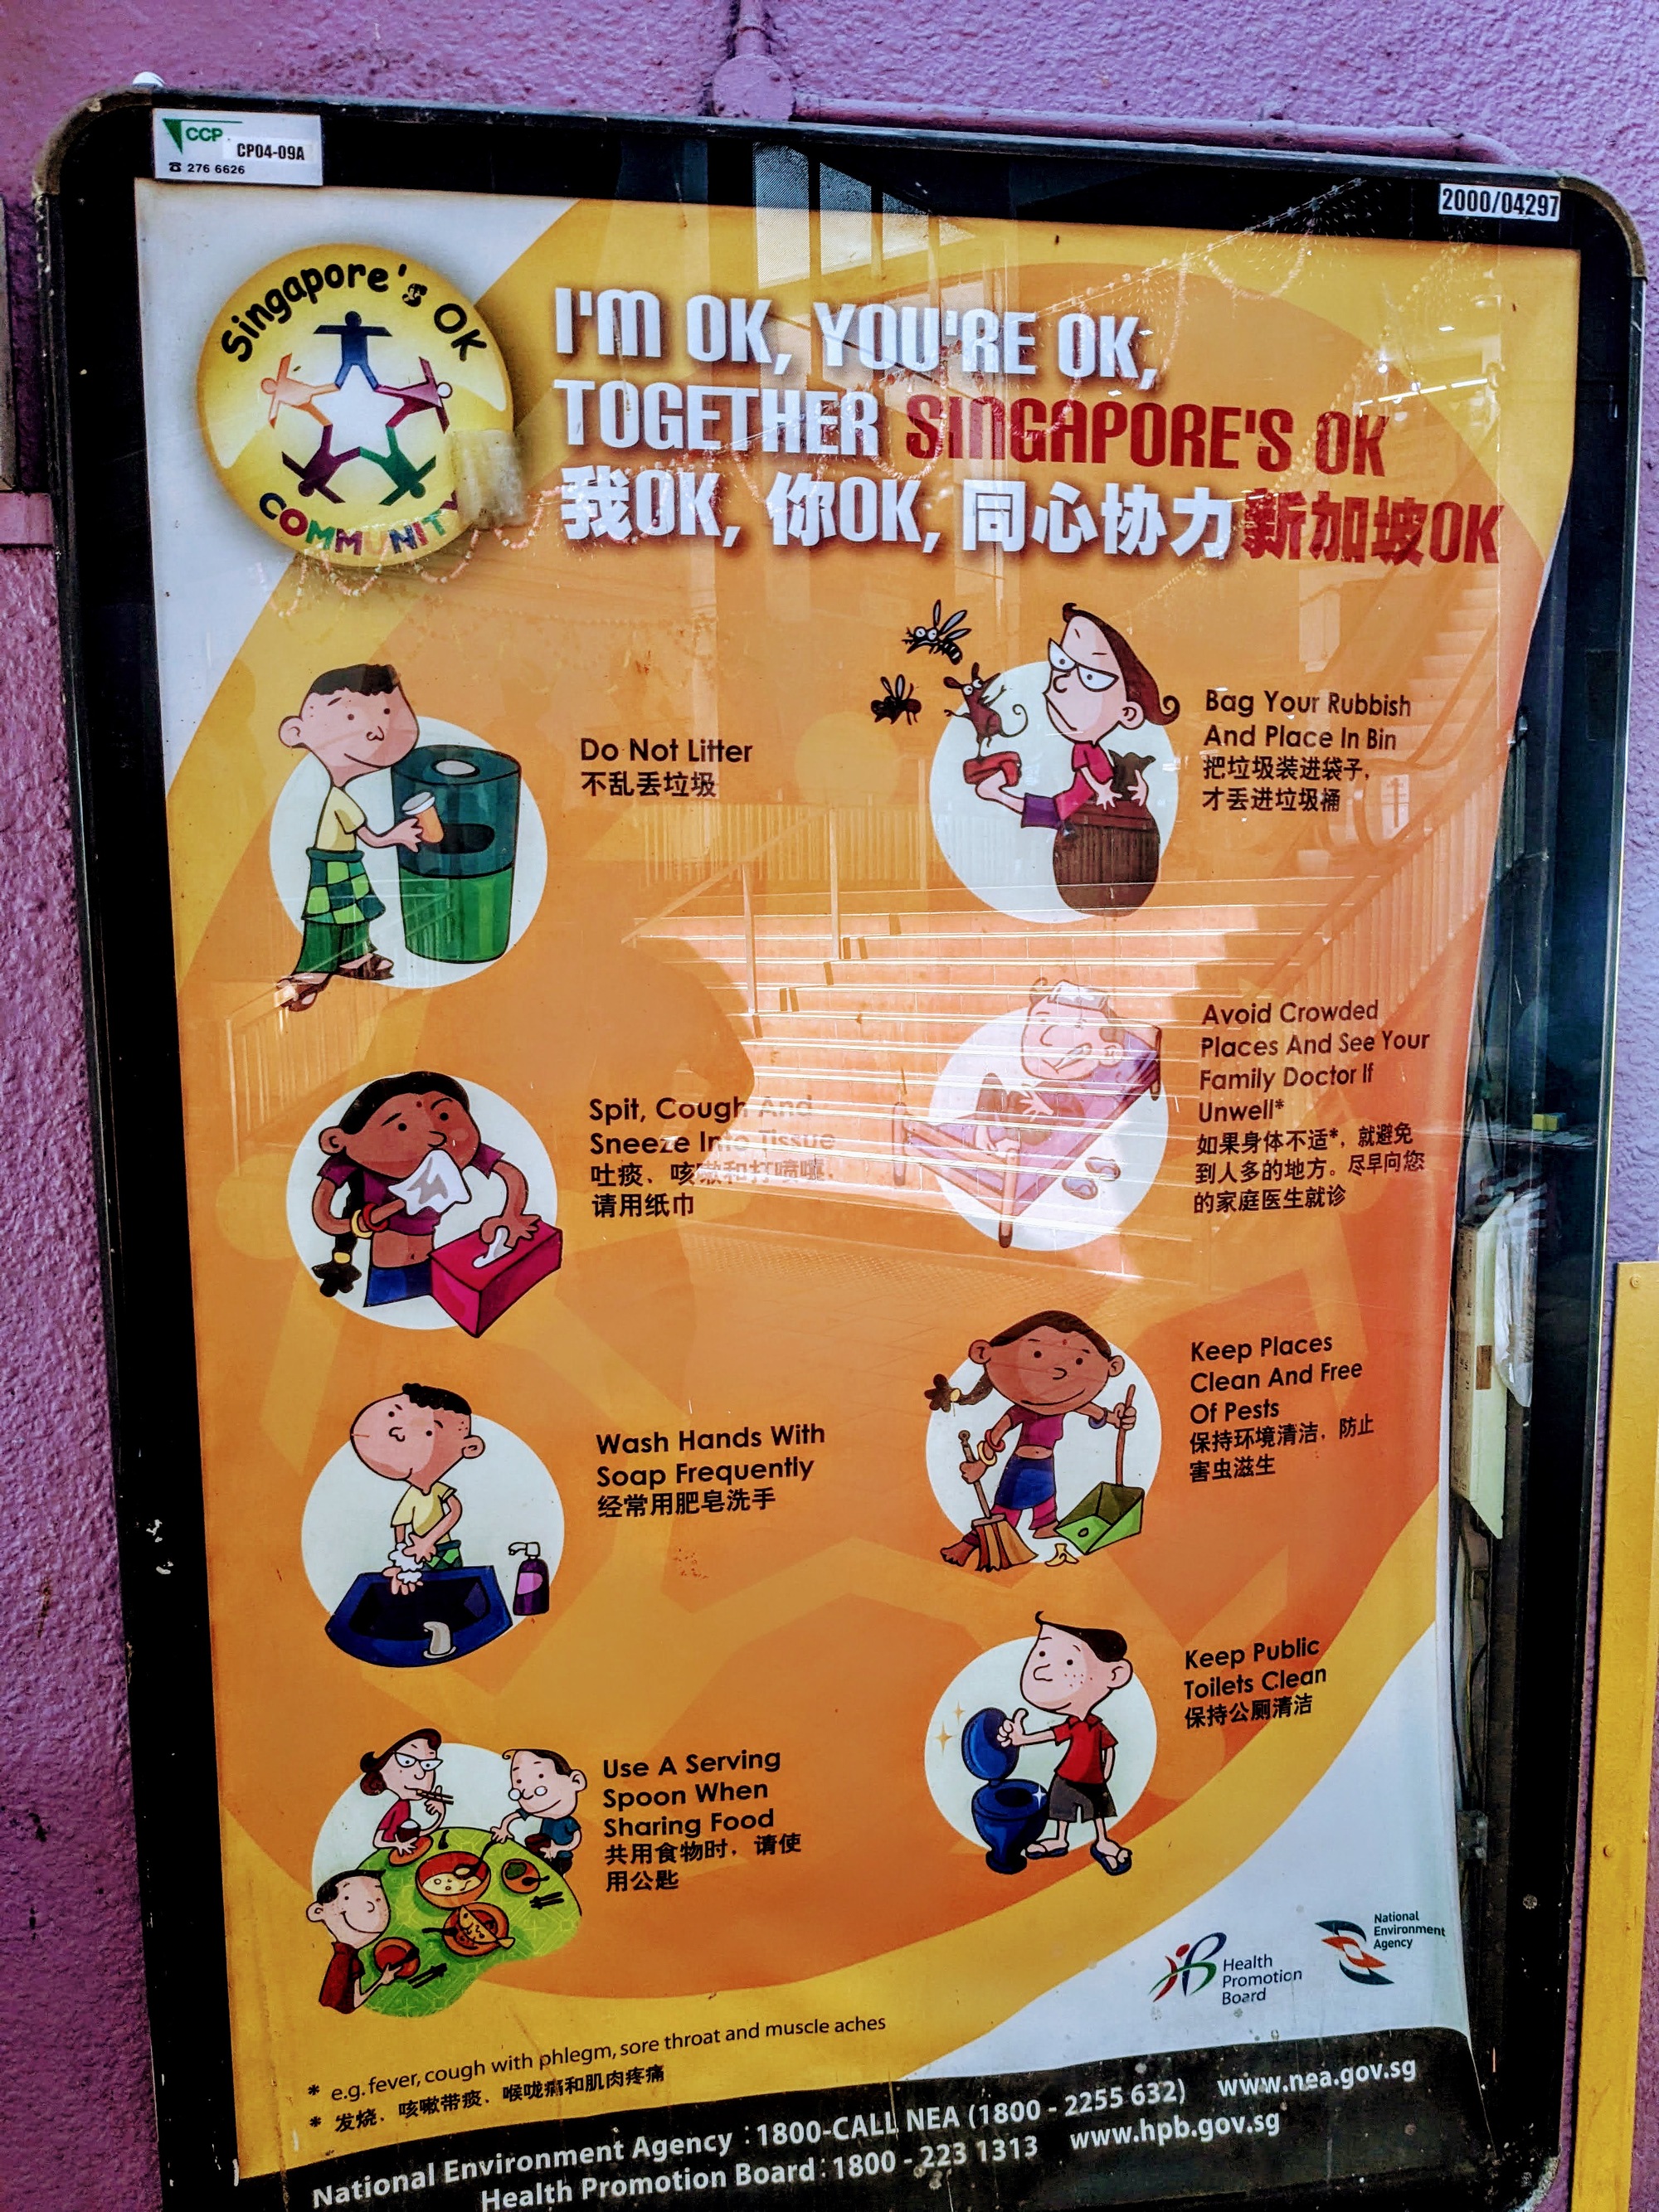 CCP
CP04-09A
☎ 276 6626
2000/04297
Singapore's OK
COMMUNITY
I'M OK, YOU'RE OK,
TOGETHER SINGAPORE'S OK
我OK, 你OK, 同心协力新加坡OK
Do Not Litter
不乱丢垃圾
Bag Your Rubbish
And Place In Bin
把垃圾装进袋子,
才丢进垃圾桶
Spit, Cough And
Sneeze Into Tissue
吐痰、咳嗽和打喷嚏,
请用纸巾
Avoid Crowded
Places And See Your
Family Doctor If
Unwell*
如果身体不适*, 就避免
到人多的地方。尽早向您
的家庭医生就诊
Wash Hands With
Soap Frequently
经常用肥皂洗手
Keep Places
Clean And Free
Of Pests
保持环境清洁, 防止
害虫滋生
Use A Serving
Spoon When
Sharing Food
共用食物时, 请使
用公匙
Keep Public
Toilets Clean
保持公厕清洁
Health
Promotion
Board
National
Environment
Agency
* e.g. fever, cough with phlegm, sore throat and muscle aches
* 发烧、咳嗽带痰、喉咙痛和肌肉疼痛
National Environment Agency : 1800-CALL NEA (1800 - 2255 632) www.nea.gov.sg
Health Promotion Board : 1800 - 223 1313 www.hpb.gov.sg